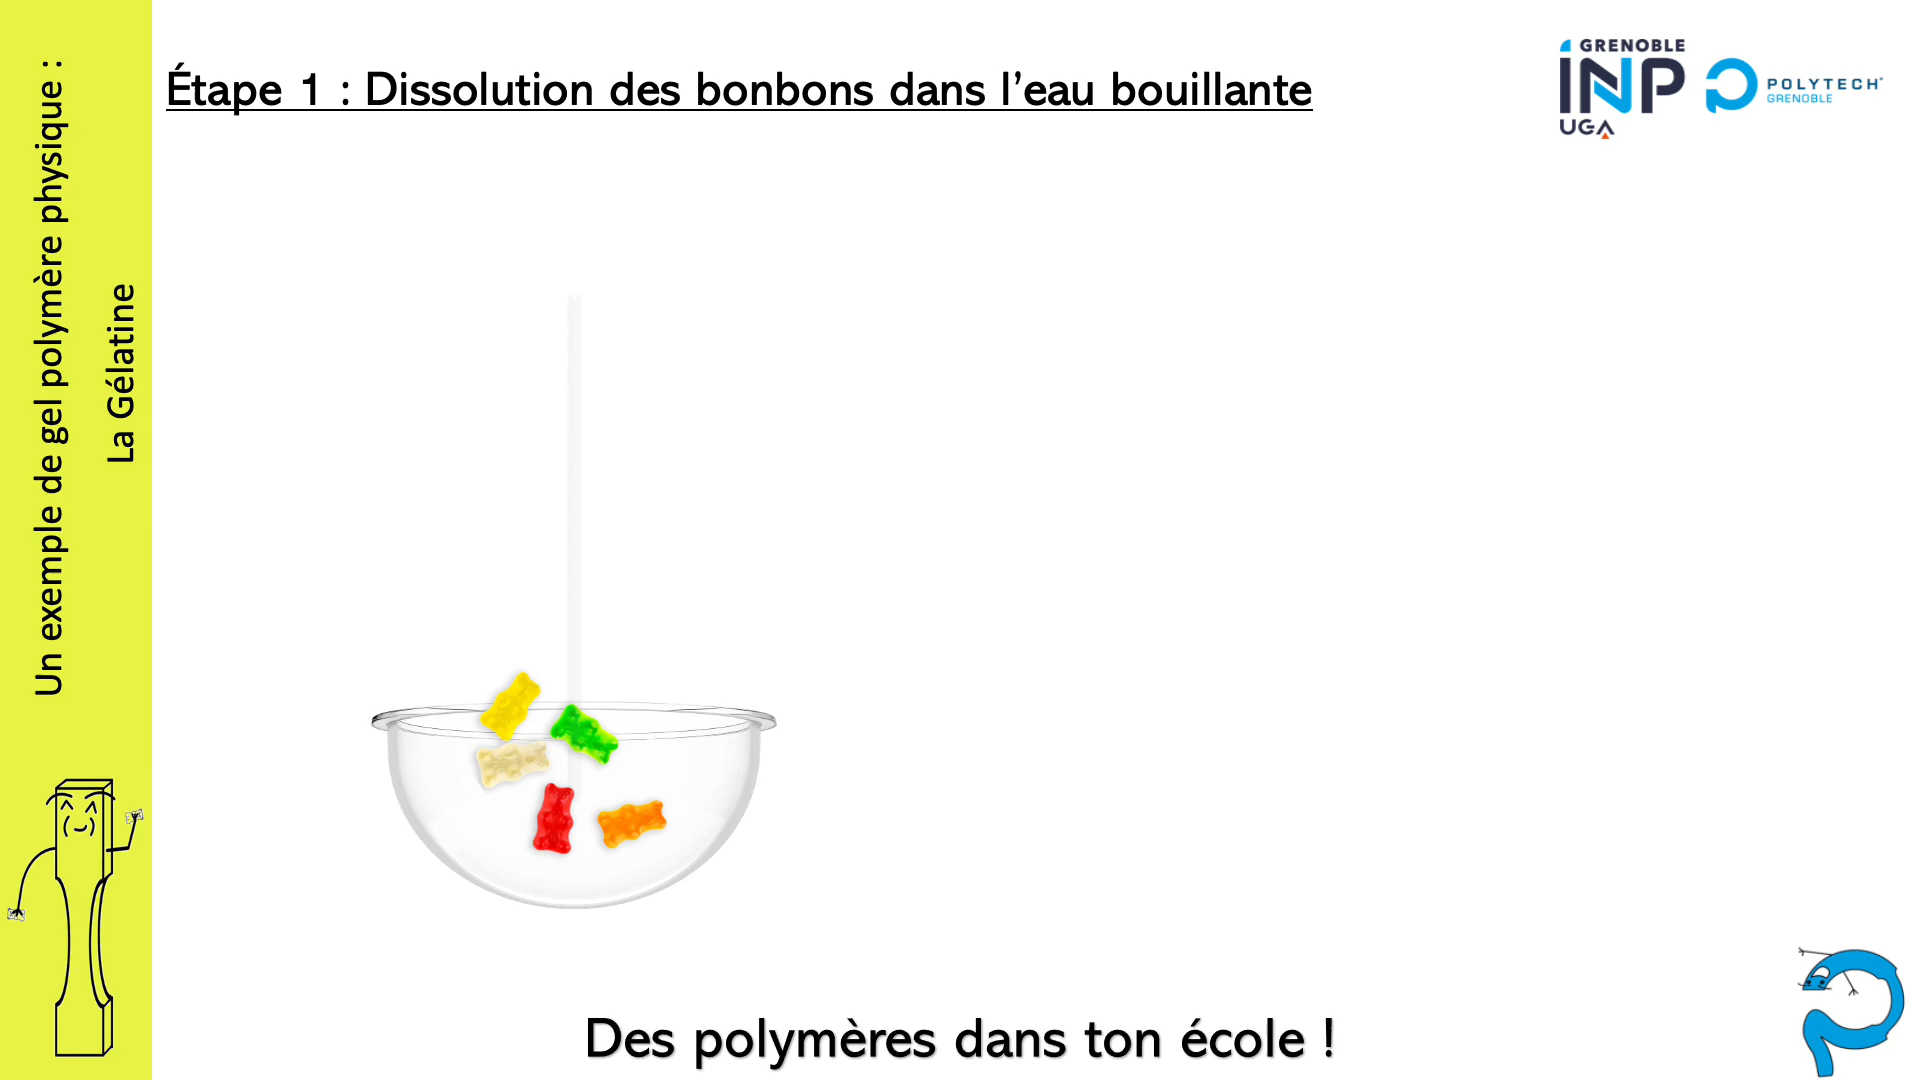 Un exemple de gel polymère physique :
La Gélatine
Étape 1 : Dissolution des bonbons dans l’eau bouillante
GRENOBLE
INP
UGA
POLYTECH
GRENOBLE
Des polymères dans ton école !